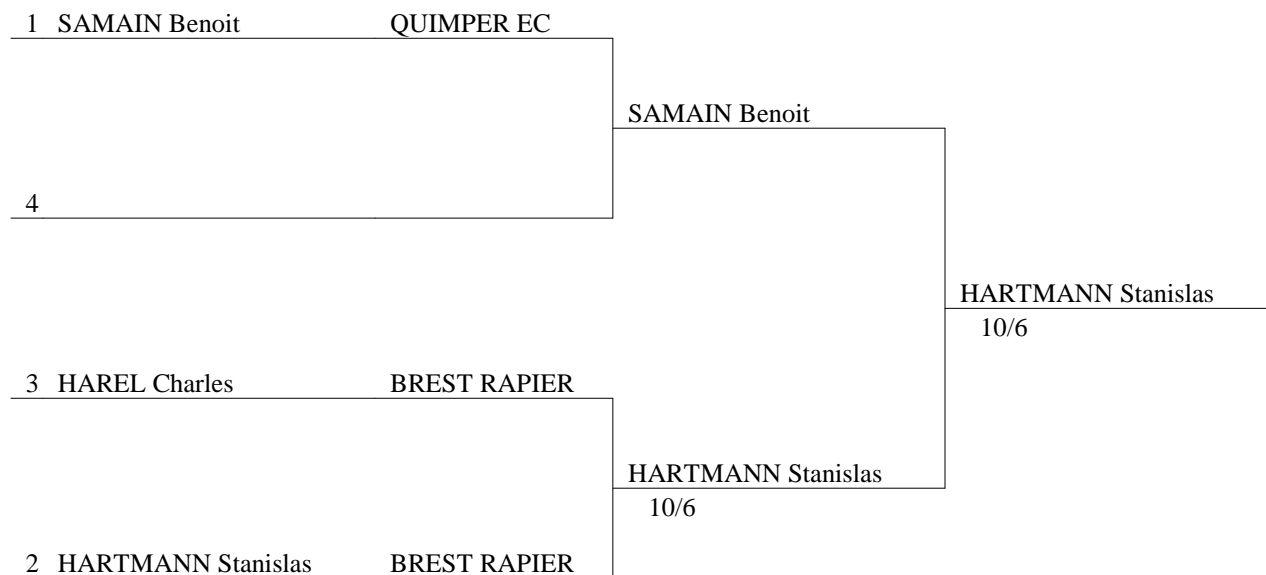 1 SAMAIN Benoit QUIMPER EC
SAMAIN Benoit
4
HARTMANN Stanislas
10/6
3 HAREL Charles BREST RAPIER
HARTMANN Stanislas
10/6
2 HARTMANN Stanislas BREST RAPIER